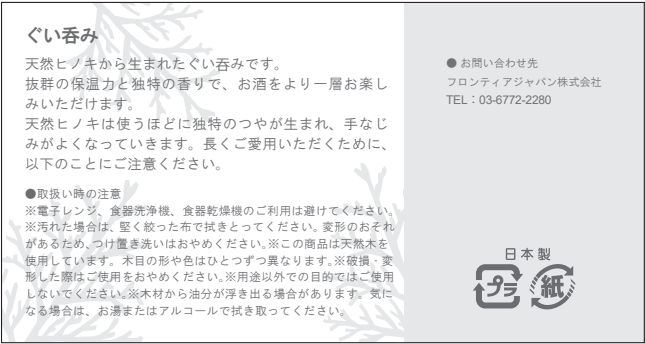 ぐい呑み
天然ヒノキから生まれたぐい呑みです。
抜群の保温力と独特の香りで、お酒をより一層お楽し
みいただけます。
天然ヒノキは使うほどに独特のつやが生まれ、手なじ
みがよくなっていきます。長くご愛用いただくために、
以下のことにご注意ください。
●取扱い時の注意
※電子レンジ、食器洗浄機、食器乾燥機のご利用は避けてください。
※汚れた場合は、堅く絞った布で拭きとってください。変形のおそれ
があるため、つけ置き洗いはおやめください。※この商品は天然木を
使用しています。木目の形や色はひとつずつ異なります。※破損・変
形した際はご使用をおやめください。※用途以外での目的ではご使用
しないでください。※木材から油分が浮き出る場合があります。気に
なる場合は、お湯またはアルコールで拭き取ってください。
● お問い合わせ先
フロンティアジャパン株式会社
TEL：03-6772-2280
日本製
プラ 紙